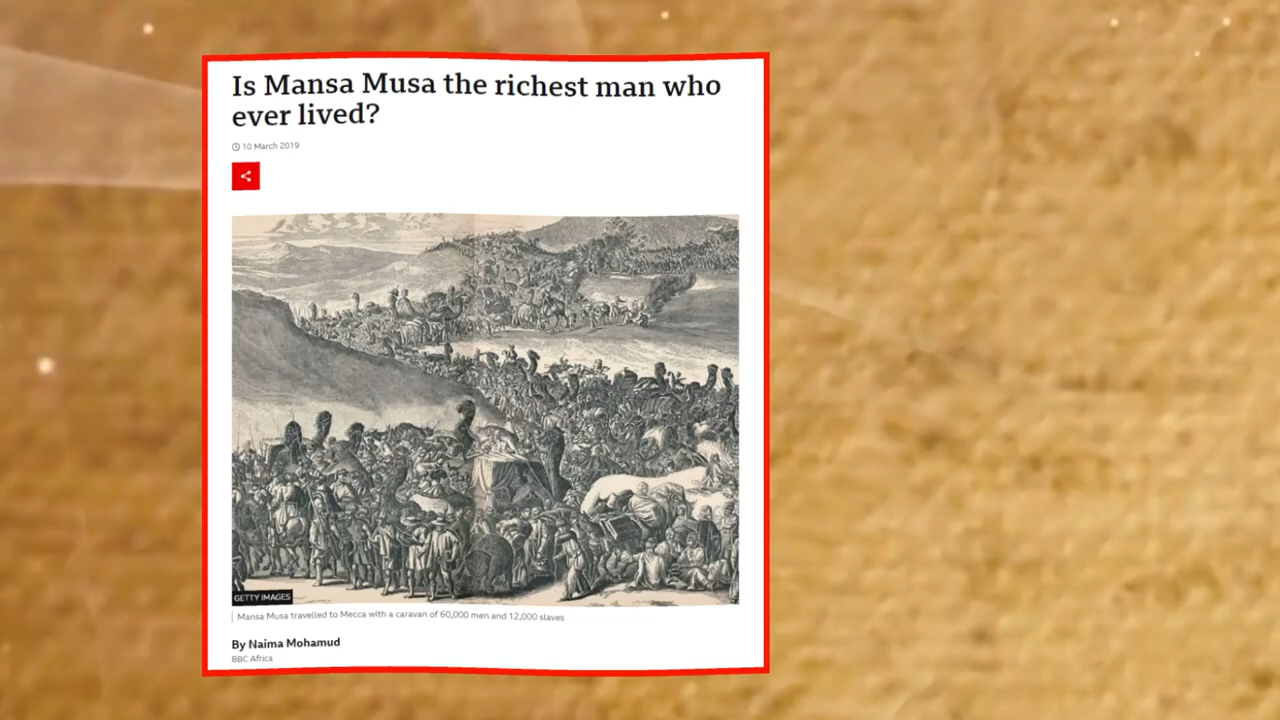 Is Mansa Musa the richest man who
ever lived?
10 March 2019
GETTY IMAGES
Mansa Musa travelled to Mecca with a caravan of 60,000 men and 12,000 slaves
By Naima Mohamud
BBC Africa